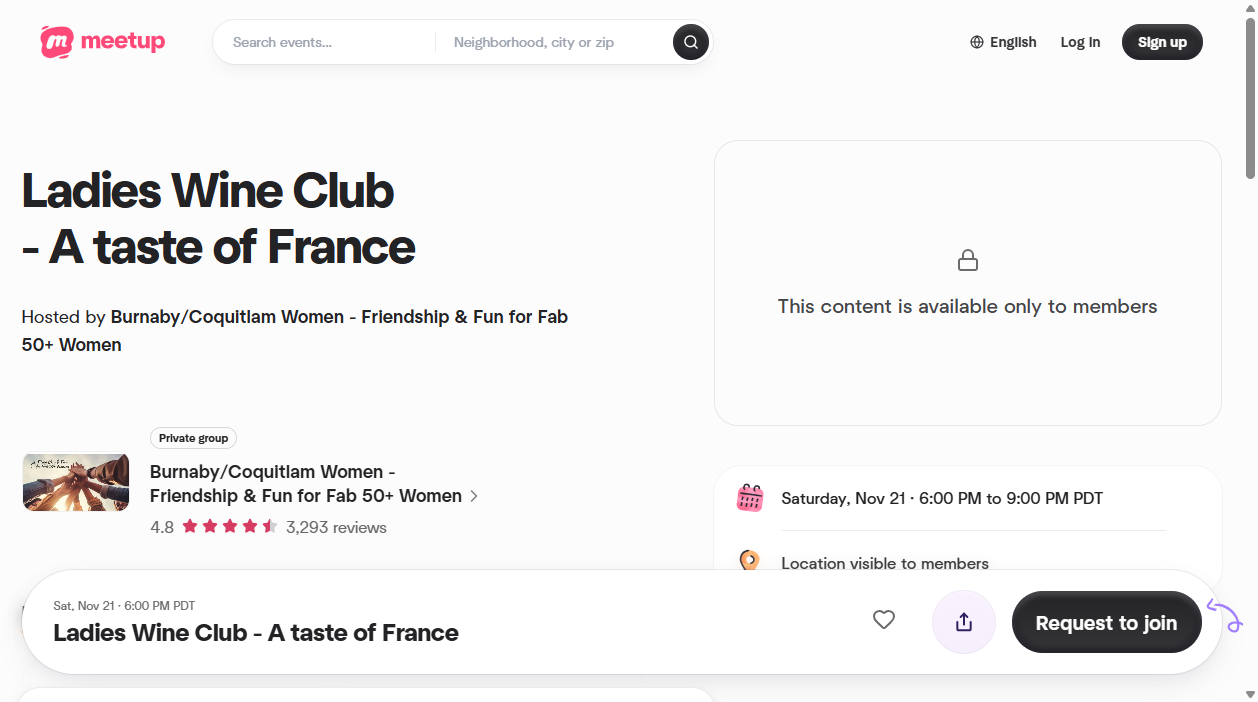 meetup
Search events...
Neighborhood, city or zip
English
Log in
Sign up
Ladies Wine Club
- A taste of France
Hosted by Burnaby/Coquitlam Women - Friendship & Fun for Fab
50+ Women
This content is available only to members
Private group
Burnaby/Coquitlam Women -
Friendship & Fun for Fab 50+ Women
4.8
3,293 reviews
Saturday, Nov 21 · 6:00 PM to 9:00 PM PDT
Location visible to members
Sat, Nov 21 · 6:00 PM PDT
Ladies Wine Club - A taste of France
Request to join